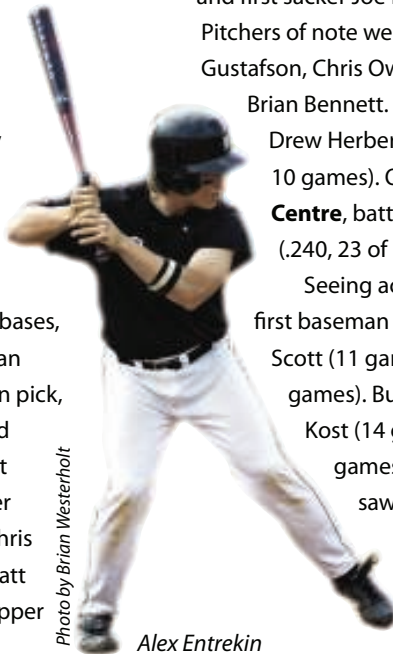 bases,
an
n pick,
d
t
er
hris
att
pper
Photo by Brian Westerholt
Alex Entrekin
and first sacker Joe
Pitchers of note we
Gustafson, Chris Ow
Brian Bennett.
Drew Herber
10 games).
Centre, batt
(.240, 23 of
Seeing ac
first baseman
Scott (11 gam
games). Bu
Kost (14 g
games
saw